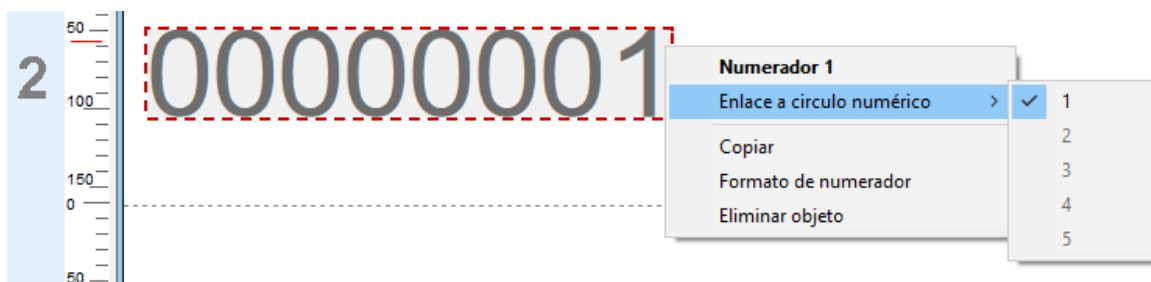 50
2
00000001
100
150
0
50
Numerador 1
Enlace a circulo numérico
Copiar
Formato de numerador
Eliminar objeto
1
2
3
4
5